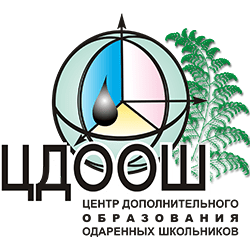 ЦДООШ
ЦЕНТР ДОПОЛНИТЕЛЬНОГО
ОБРАЗОВАНИЯ
ОДАРЕННЫХ ШКОЛЬНИКОВ